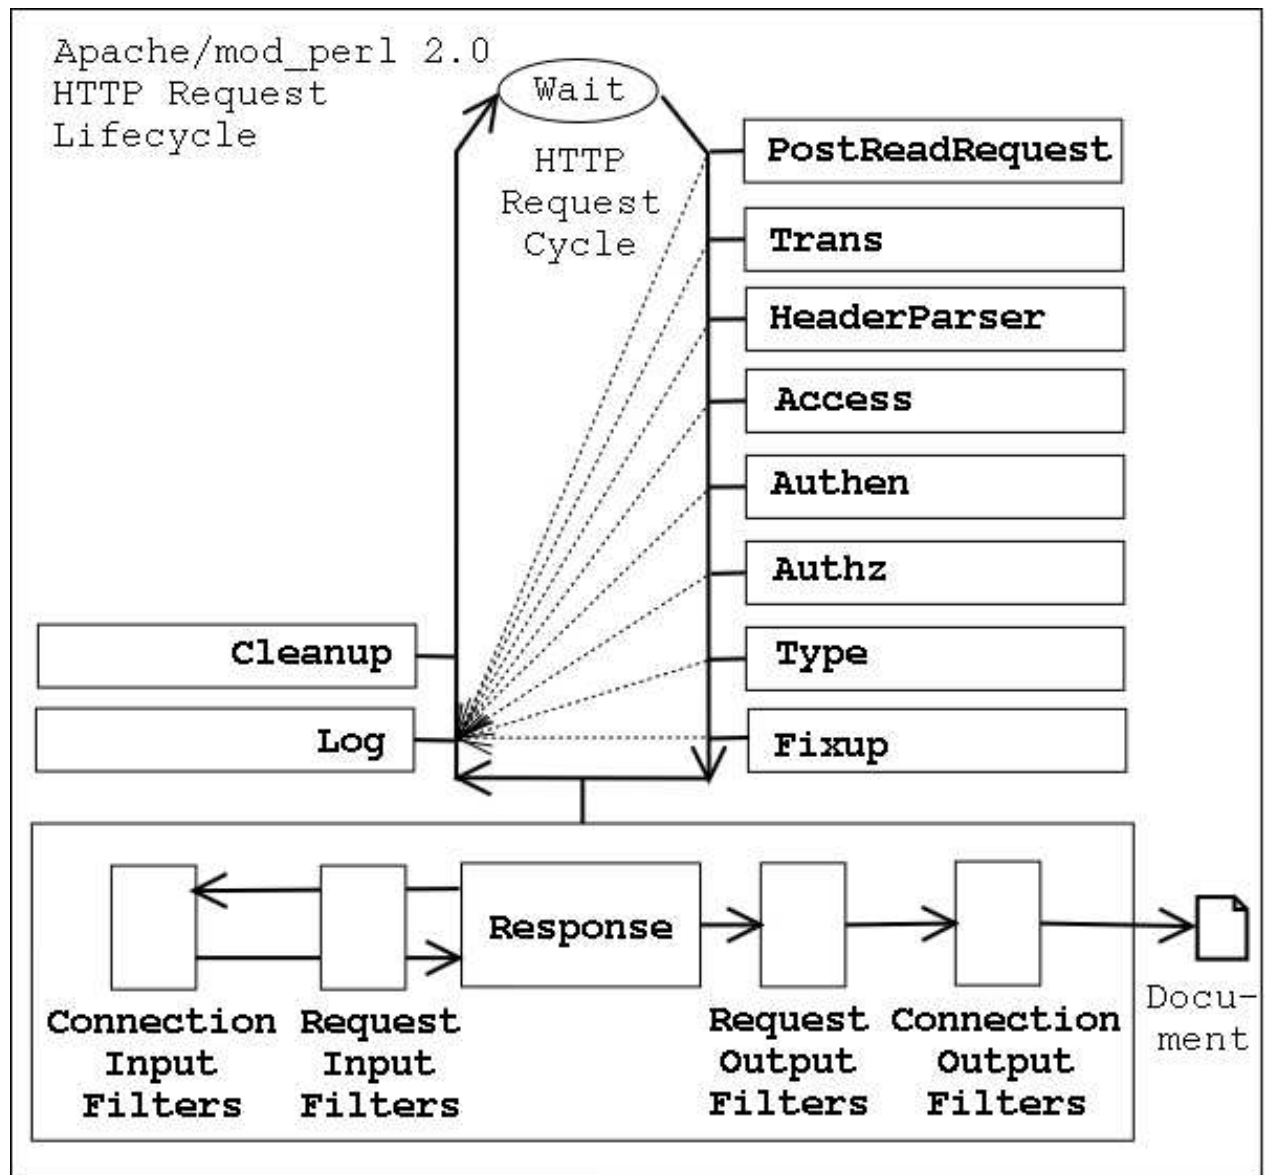 Apache/mod_perl 2.0
HTTP Request
Lifecycle
Wait
HTTP
Request
Cycle
PostReadRequest
Trans
HeaderParser
Access
Authen
Authz
Type
Fixup
Cleanup
Log
Response
Connection
Input
Filters
Request
Input
Filters
Request
Output
Filters
Connection
Output
Filters
Docu-
ment